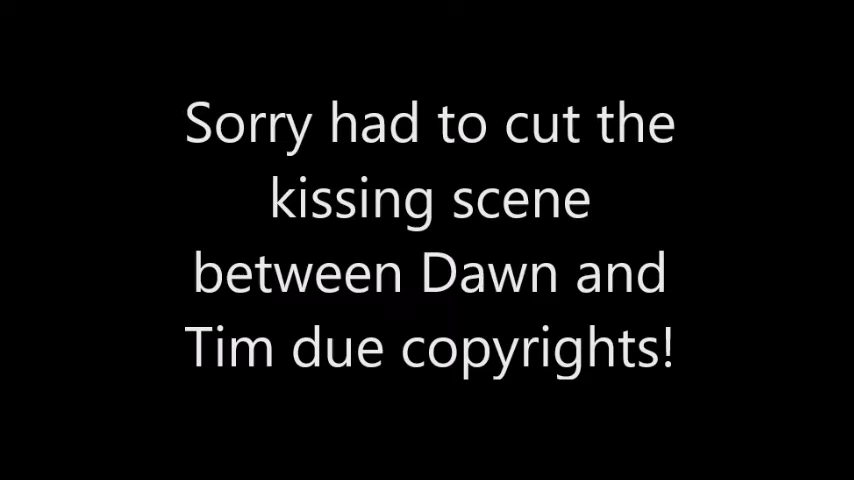 Sorry had to cut the
kissing scene
between Dawn and
Tim due copyrights!